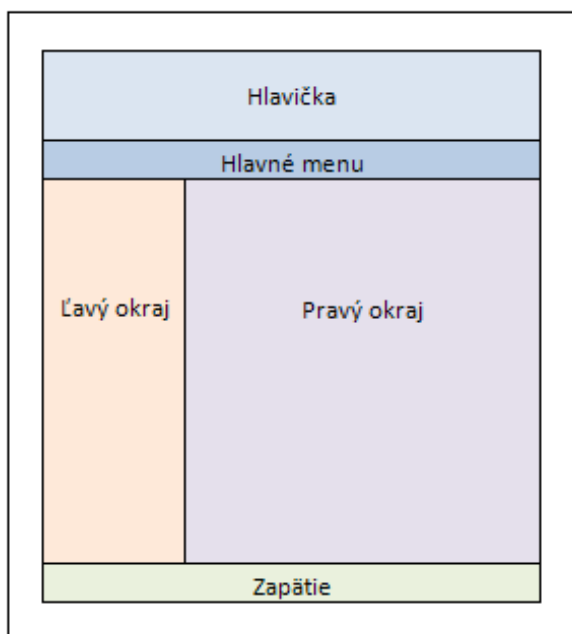 Hlavička
Hlavné menu
Ľavý okraj
Pravý okraj
Zapätie